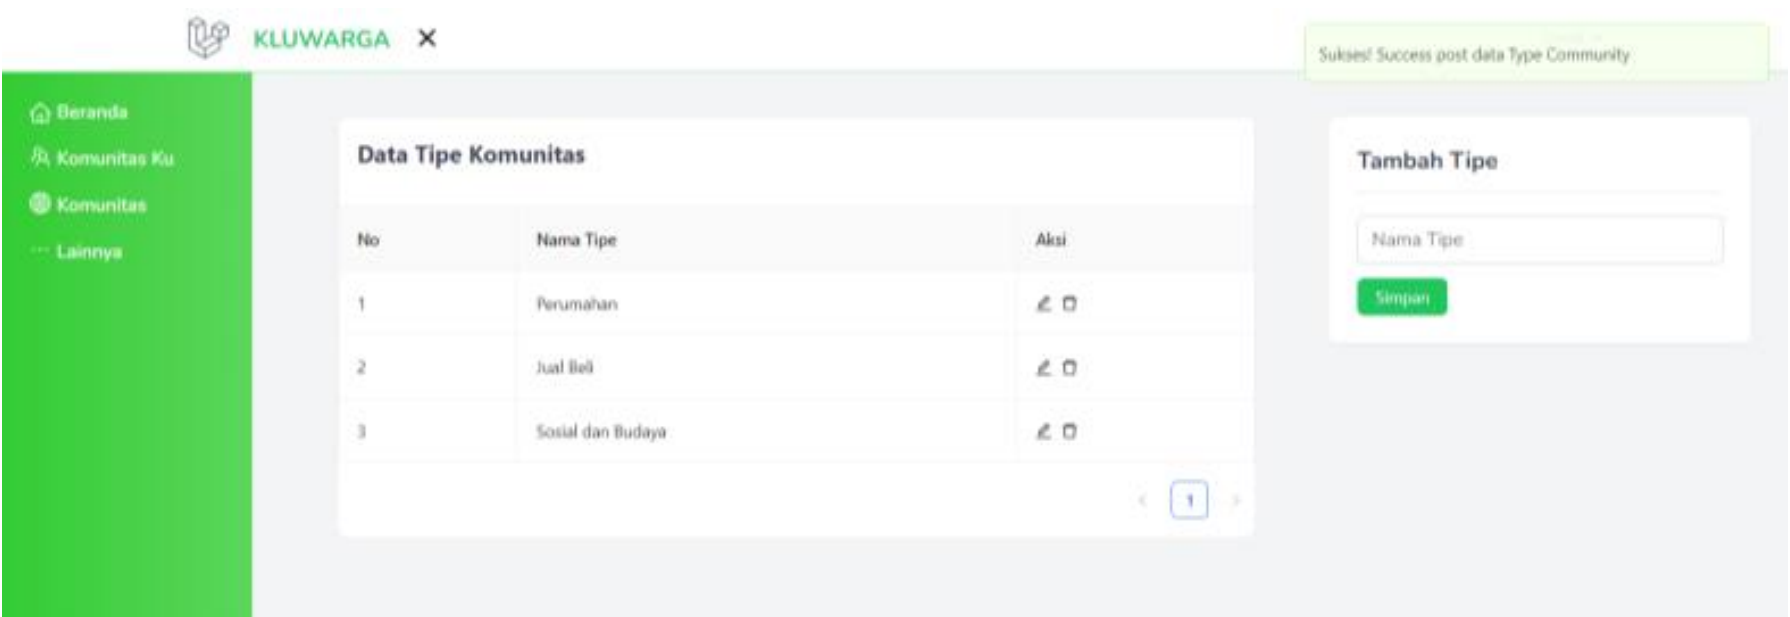 KLUWARGA
Sukses! Success post data Type Community
Beranda
Komunitas Ku
Komunitas
Lainnya
Data Tipe Komunitas
No Nama Tipe Aksi
1 Perumahan
2 Jual Beli
3 Sosial dan Budaya
1
Tambah Tipe
Nama Tipe
Simpan